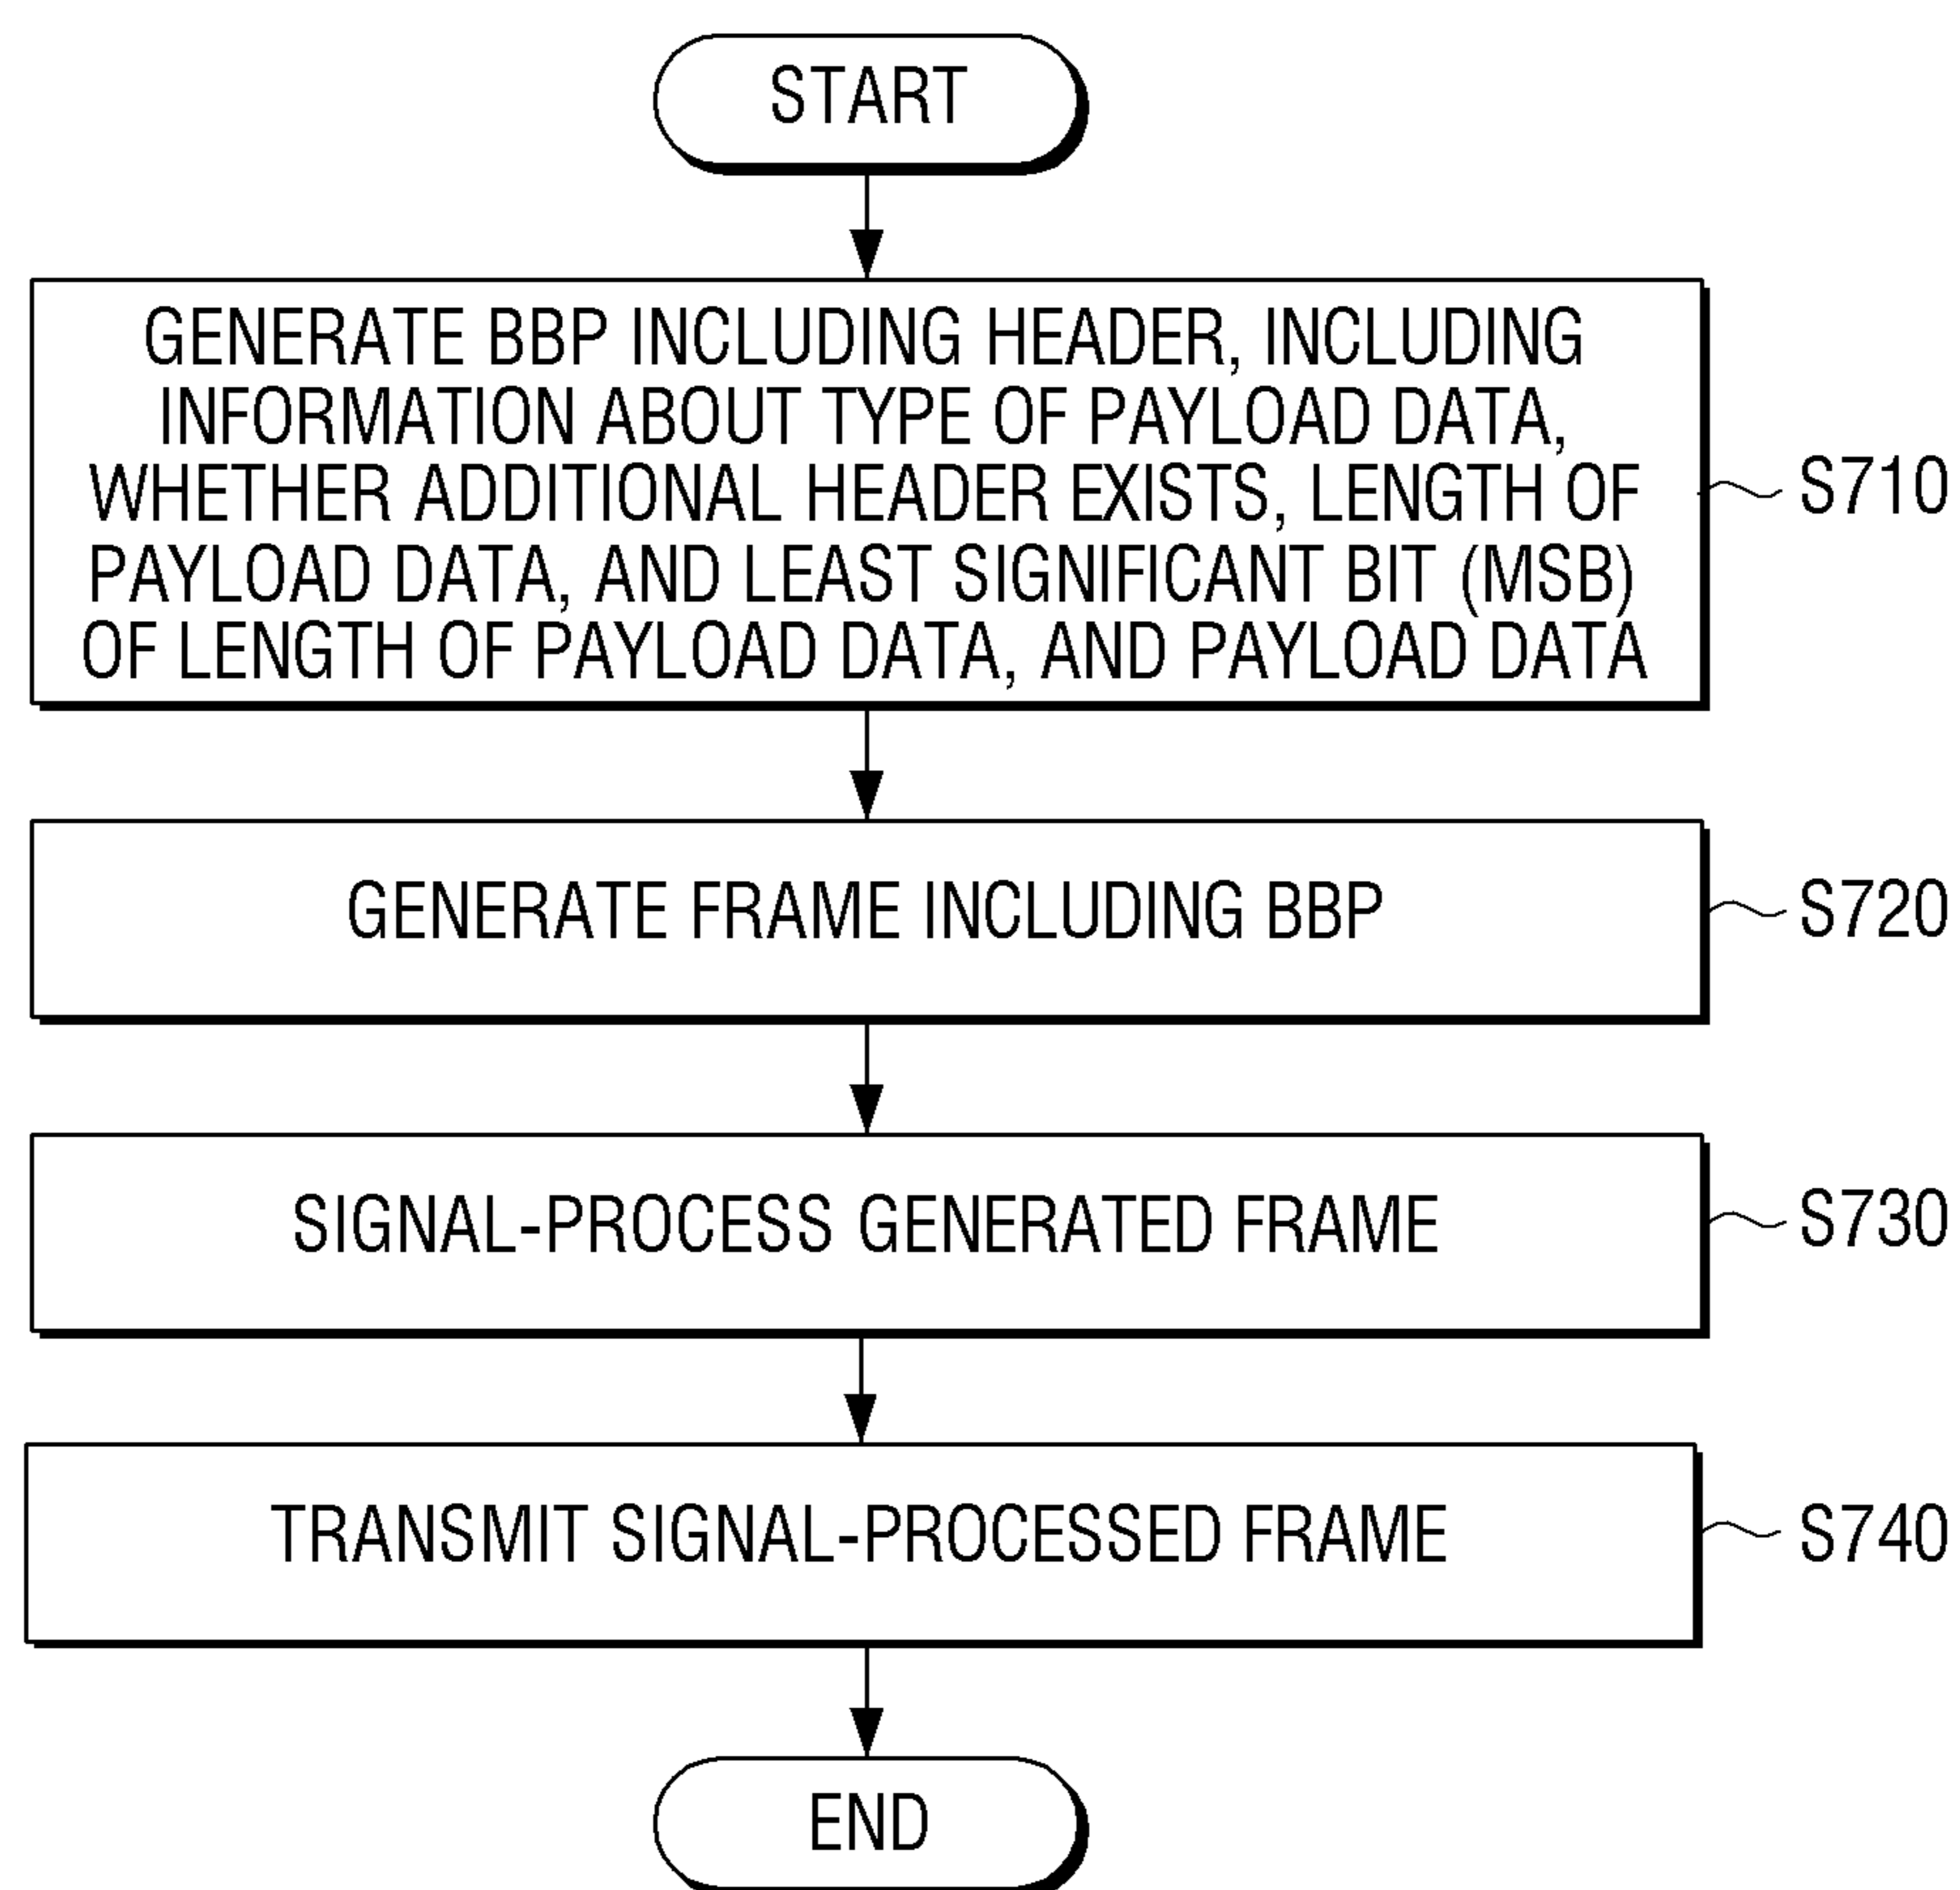 START
GENERATE BBP INCLUDING HEADER, INCLUDING
INFORMATION ABOUT TYPE OF PAYLOAD DATA,
WHETHER ADDITIONAL HEADER EXISTS, LENGTH OF
PAYLOAD DATA, AND LEAST SIGNIFICANT BIT (MSB)
OF LENGTH OF PAYLOAD DATA, AND PAYLOAD DATA
S710
GENERATE FRAME INCLUDING BBP
S720
SIGNAL-PROCESS GENERATED FRAME
S730
TRANSMIT SIGNAL-PROCESSED FRAME
S740
END